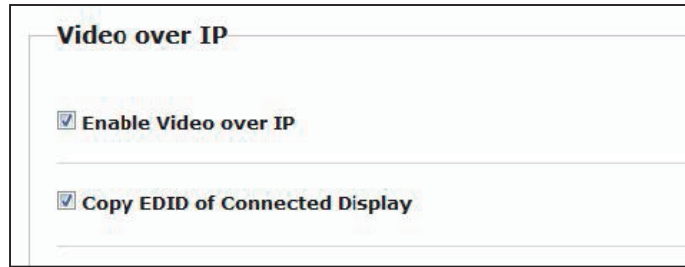 Video over IP
Enable Video over IP
Copy EDID of Connected Display